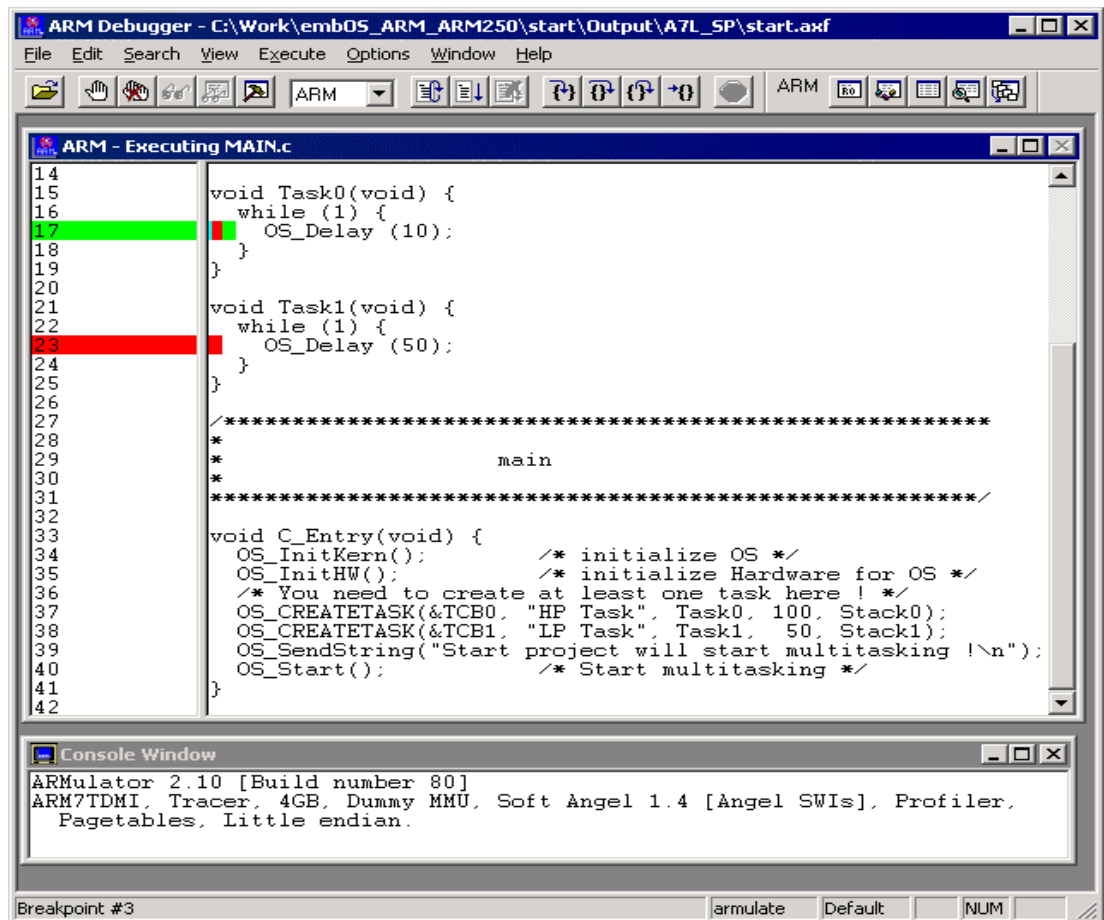 ARM Debugger - C:\Work\embOS_ARM_ARM250\start\Output\A7L_SP\start.axf
File Edit Search View Execute Options Window Help
ARM ARM
ARM - Executing MAIN.c
14
15 void Task0(void) {
16   while (1) {
17     OS_Delay (10);
18   }
19 }
20
21 void Task1(void) {
22   while (1) {
23     OS_Delay (50);
24   }
25 }
26
27 /*********************************************************
28 *
29 *                    main
30 *
31 *********************************************************/
32
33 void C_Entry(void) {
34   OS_InitKern();        /* initialize OS */
35   OS_InitHW();          /* initialize Hardware for OS */
36   /* You need to create at least one task here ! */
37   OS_CREATETASK(&TCB0, "HP Task", Task0, 100, Stack0);
38   OS_CREATETASK(&TCB1, "LP Task", Task1,  50, Stack1);
39   OS_SendString("Start project will start multitasking !\n");
40   OS_Start();           /* Start multitasking */
41 }
42
Console Window
ARMulator 2.10 [Build number 80]
ARM7TDMI, Tracer, 4GB, Dummy MMU, Soft Angel 1.4 [Angel SWIs], Profiler,
  Pagetables, Little endian.
Breakpoint #3 armulate Default NUM